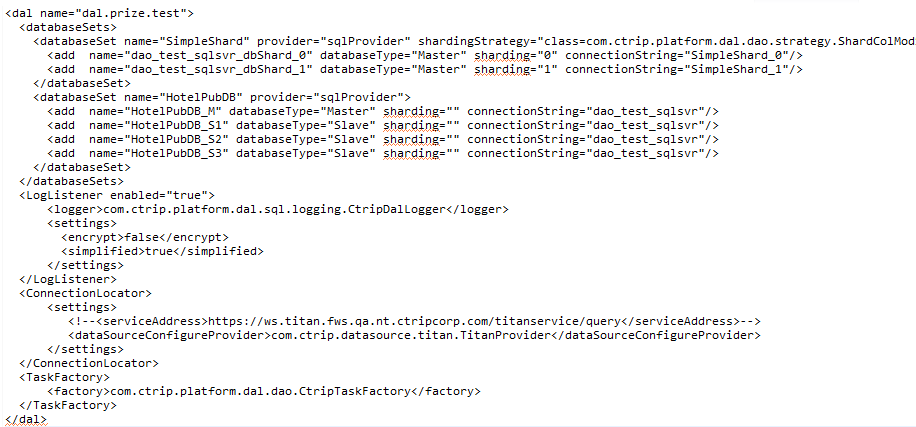 <dal name="dal.prize.test">
  <databaseSets>
    <databaseSet name="SimpleShard" provider="sqlProvider" shardingStrategy="class=com.ctrip.platform.dal.dao.strategy.ShardColMod
      <add  name="dao_test_sqlsvr_dbShard_0" databaseType="Master" sharding="0" connectionString="SimpleShard_0"/>
      <add  name="dao_test_sqlsvr_dbShard_1" databaseType="Master" sharding="1" connectionString="SimpleShard_1"/>
    </databaseSet>
    <databaseSet name="HotelPubDB" provider="sqlProvider">
      <add  name="HotelPubDB_M" databaseType="Master" sharding="" connectionString="dao_test_sqlsvr"/>
      <add  name="HotelPubDB_S1" databaseType="Slave" sharding="" connectionString="dao_test_sqlsvr"/>
      <add  name="HotelPubDB_S2" databaseType="Slave" sharding="" connectionString="dao_test_sqlsvr"/>
      <add  name="HotelPubDB_S3" databaseType="Slave" sharding="" connectionString="dao_test_sqlsvr"/>
    </databaseSet>
  </databaseSets>
  <LogListener enabled="true">
      <logger>com.ctrip.platform.dal.sql.logging.CtripDalLogger</logger>
      <settings>
        <encrypt>false</encrypt>
        <simplified>true</simplified>
      </settings>
  </LogListener>
  <ConnectionLocator>
      <settings>
         <!--<serviceAddress>https://ws.titan.fws.qa.nt.ctripcorp.com/titanservice/query</serviceAddress>-->
         <dataSourceConfigureProvider>com.ctrip.datasource.titan.TitanProvider</dataSourceConfigureProvider>
      </settings>
  </ConnectionLocator>
  <TaskFactory>
      <factory>com.ctrip.platform.dal.dao.CtripTaskFactory</factory>
  </TaskFactory>
</dal>